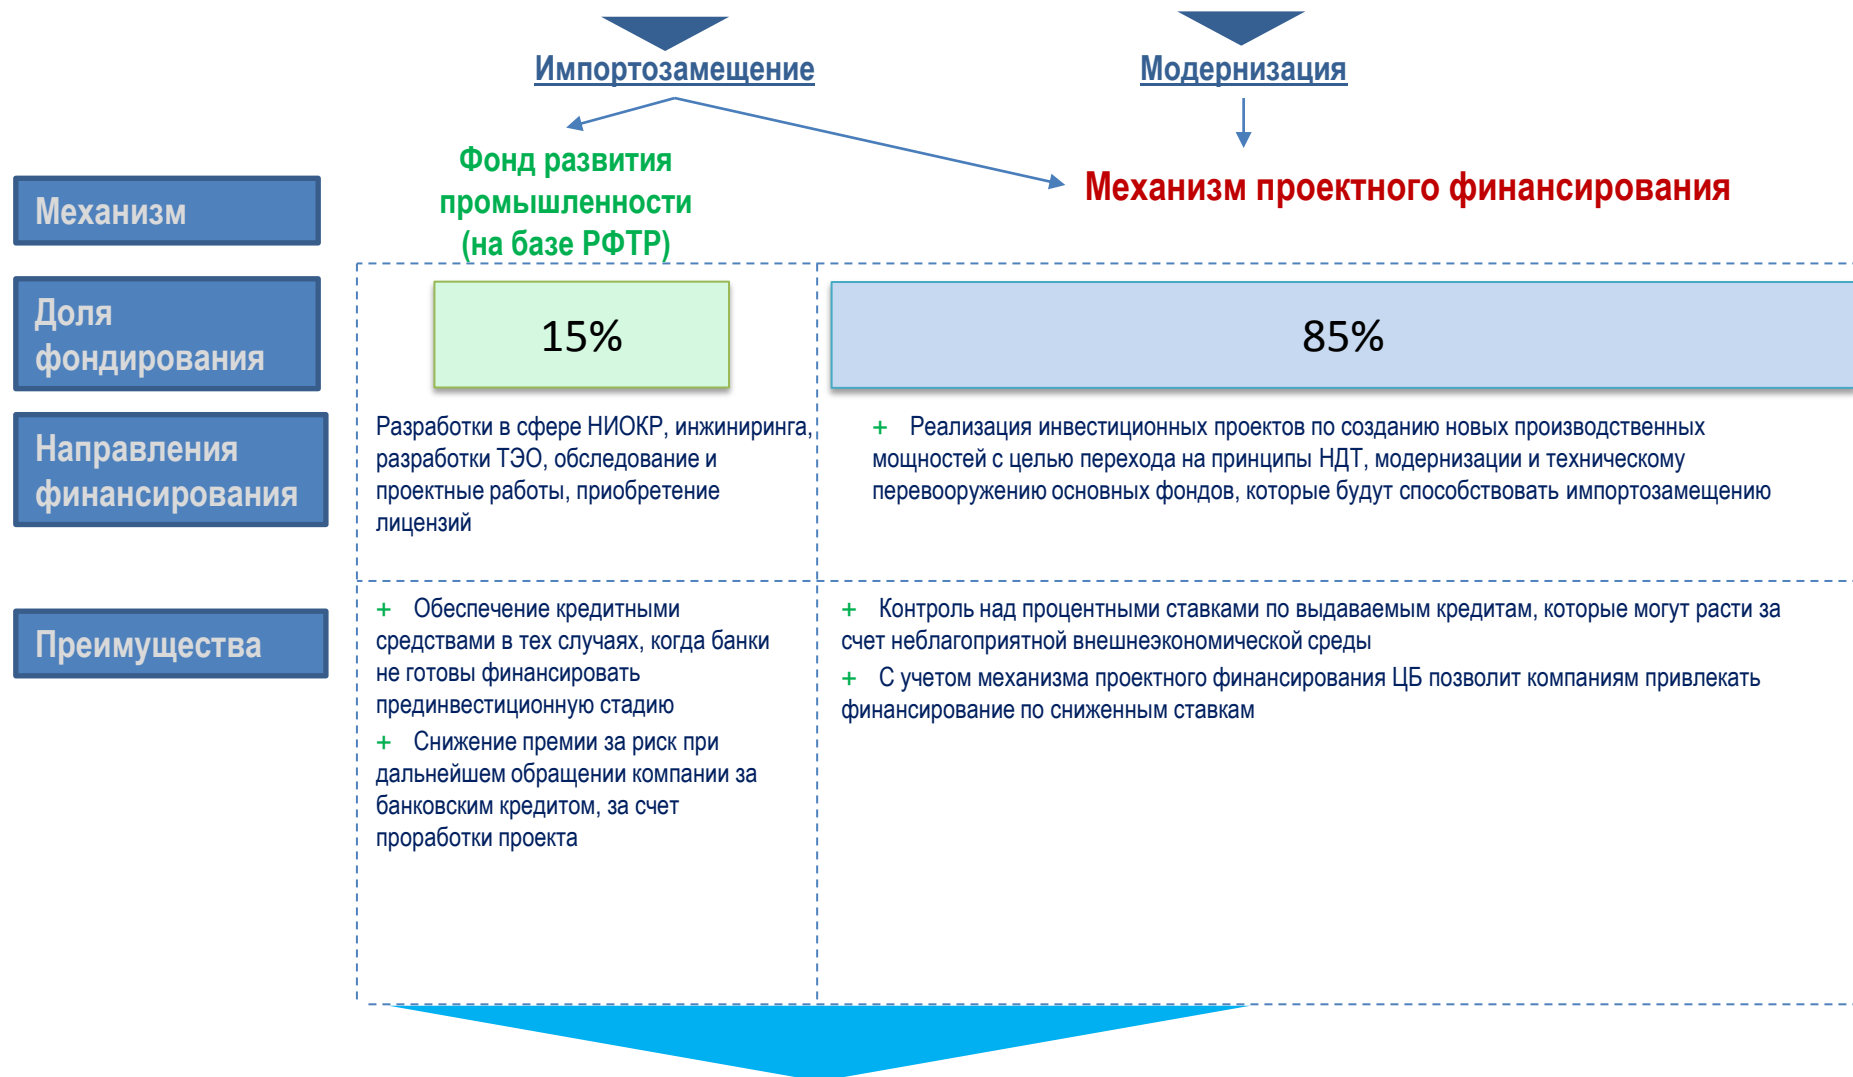 Импортозамещение
Модернизация
Механизм
Фонд развития
промышленности
(на базе РФТР)
Механизм проектного финансирования
Доля
фондирования
15%
85%
Направления
финансирования
Разработки в сфере НИОКР, инжиниринга,
разработки ТЭО, обследование и
проектные работы, приобретение
лицензий
+ Реализация инвестиционных проектов по созданию новых производственных
мощностей с целью перехода на принципы НДТ, модернизации и техническому
перевооружению основных фондов, которые будут способствовать импортозамещению
Преимущества
+ Обеспечение кредитными
средствами в тех случаях, когда банки
не готовы финансировать
прединвестиционную стадию
+ Снижение премии за риск при
дальнейшем обращении компании за
банковским кредитом, за счет
проработки проекта
+ Контроль над процентными ставками по выдаваемым кредитам, которые могут расти за
счет неблагоприятной внешнеэкономической среды
+ С учетом механизма проектного финансирования ЦБ позволит компаниям привлекать
финансирование по сниженным ставкам